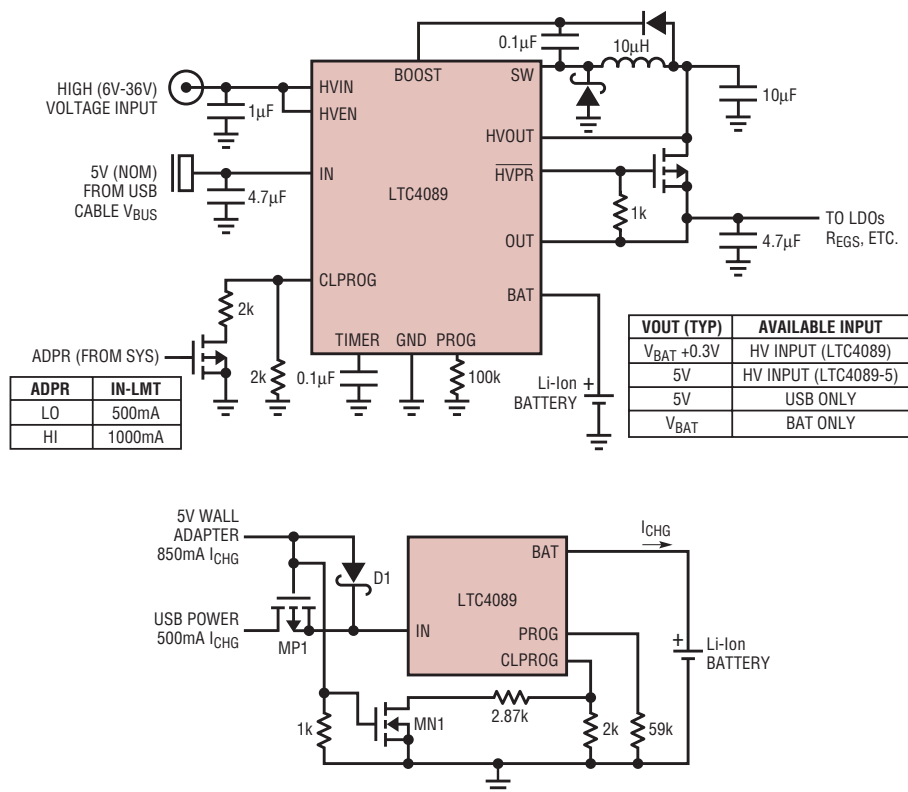 0.1µF
10µH
BOOST
SW
HIGH (6V-36V)
VOLTAGE INPUT
HVIN
1µF
HVEN
10µF
HVOUT
5V (NOM)
FROM USB
CABLE VBUS
IN
4.7µF
LTC4089
HVPR
1k
TO LDOs
REGS, ETC.
OUT
4.7µF
CLPROG
2k
BAT
ADPR (FROM SYS)
2k
TIMER
GND
PROG
0.1µF
100k
Li-Ion
BATTERY
+
ADPR IN-LMT
LO 500mA
HI 1000mA
VOUT (TYP) AVAILABLE INPUT
VBAT +0.3V HV INPUT (LTC4089)
5V HV INPUT (LTC4089-5)
5V USB ONLY
VBAT BAT ONLY
5V WALL
ADAPTER
850mA ICHG
D1
USB POWER
500mA ICHG
MP1
LTC4089
IN
BAT
PROG
CLPROG
ICHG
+
Li-Ion
BATTERY
1k
MN1
2.87k
2k
59k